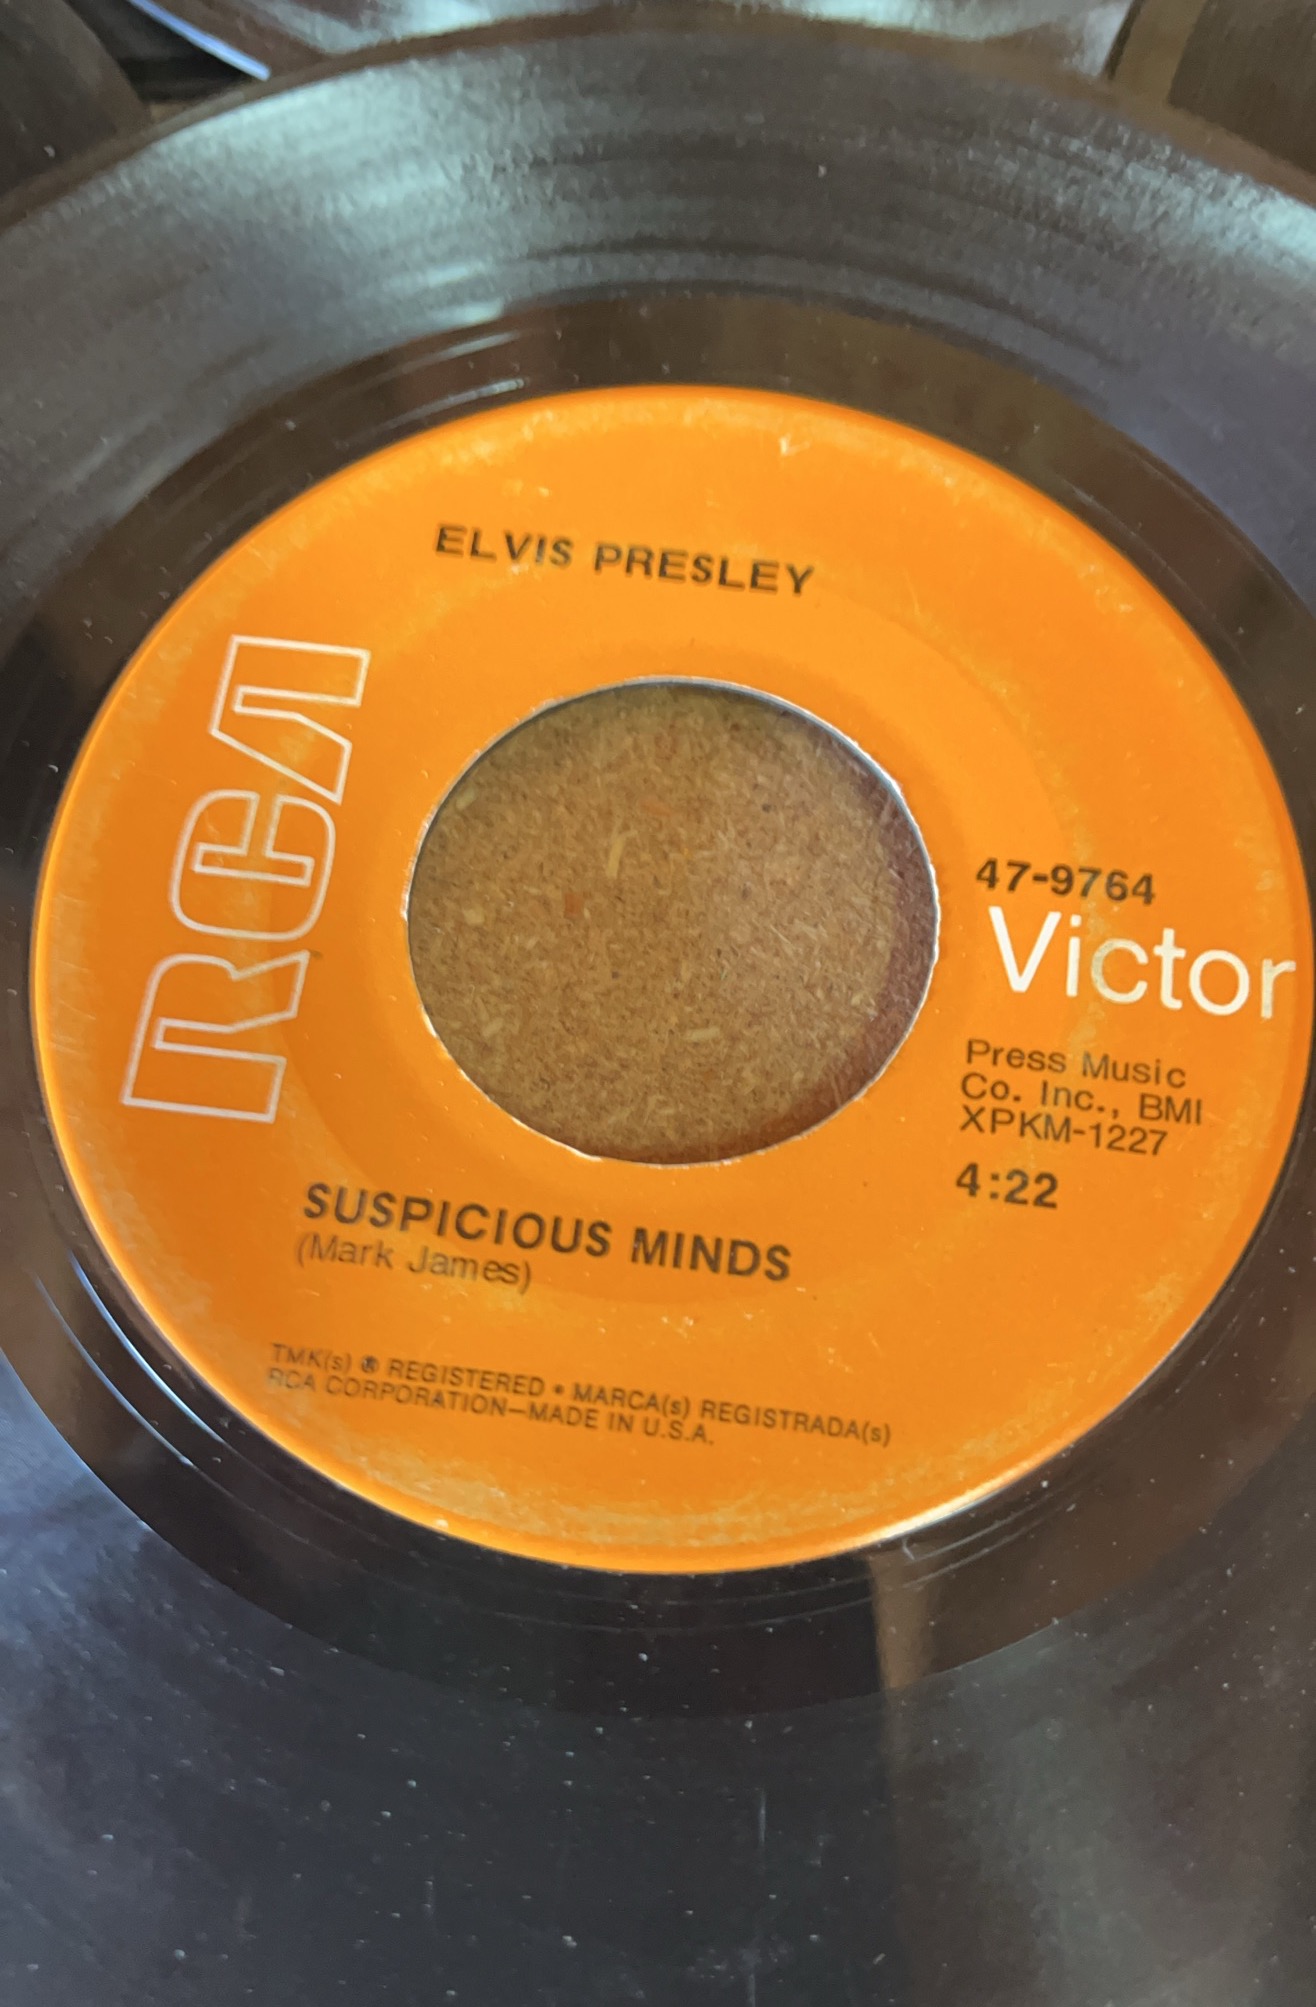 ELVIS PRESLEY
RCA
47-9764
Victor
Press Music
Co. Inc., BMI
XPKM-1227
4:22
SUSPICIOUS MINDS
(Mark James)
TMK(s) ® REGISTERED • MARCA(s) REGISTRADA(s)
RCA CORPORATION—MADE IN U.S.A.